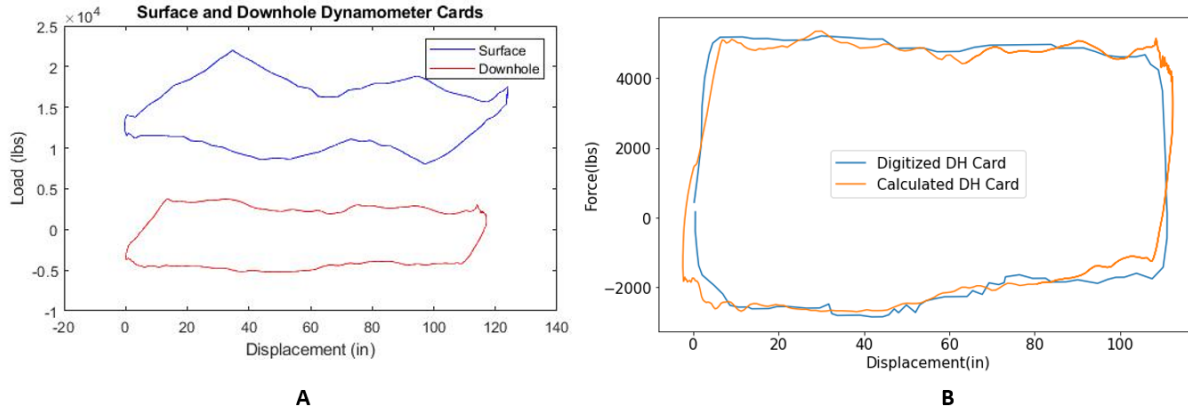 Surface and Downhole Dynamometer Cards
×10⁴
2.5
2
1.5
1
0.5
0
-0.5
-1
Load (lbs)
Surface
Downhole
-20 0 20 40 60 80 100 120 140
Displacement (in)
A
4000
2000
0
−2000
Force(lbs)
Digitized DH Card
Calculated DH Card
0 20 40 60 80 100
Displacement(in)
B